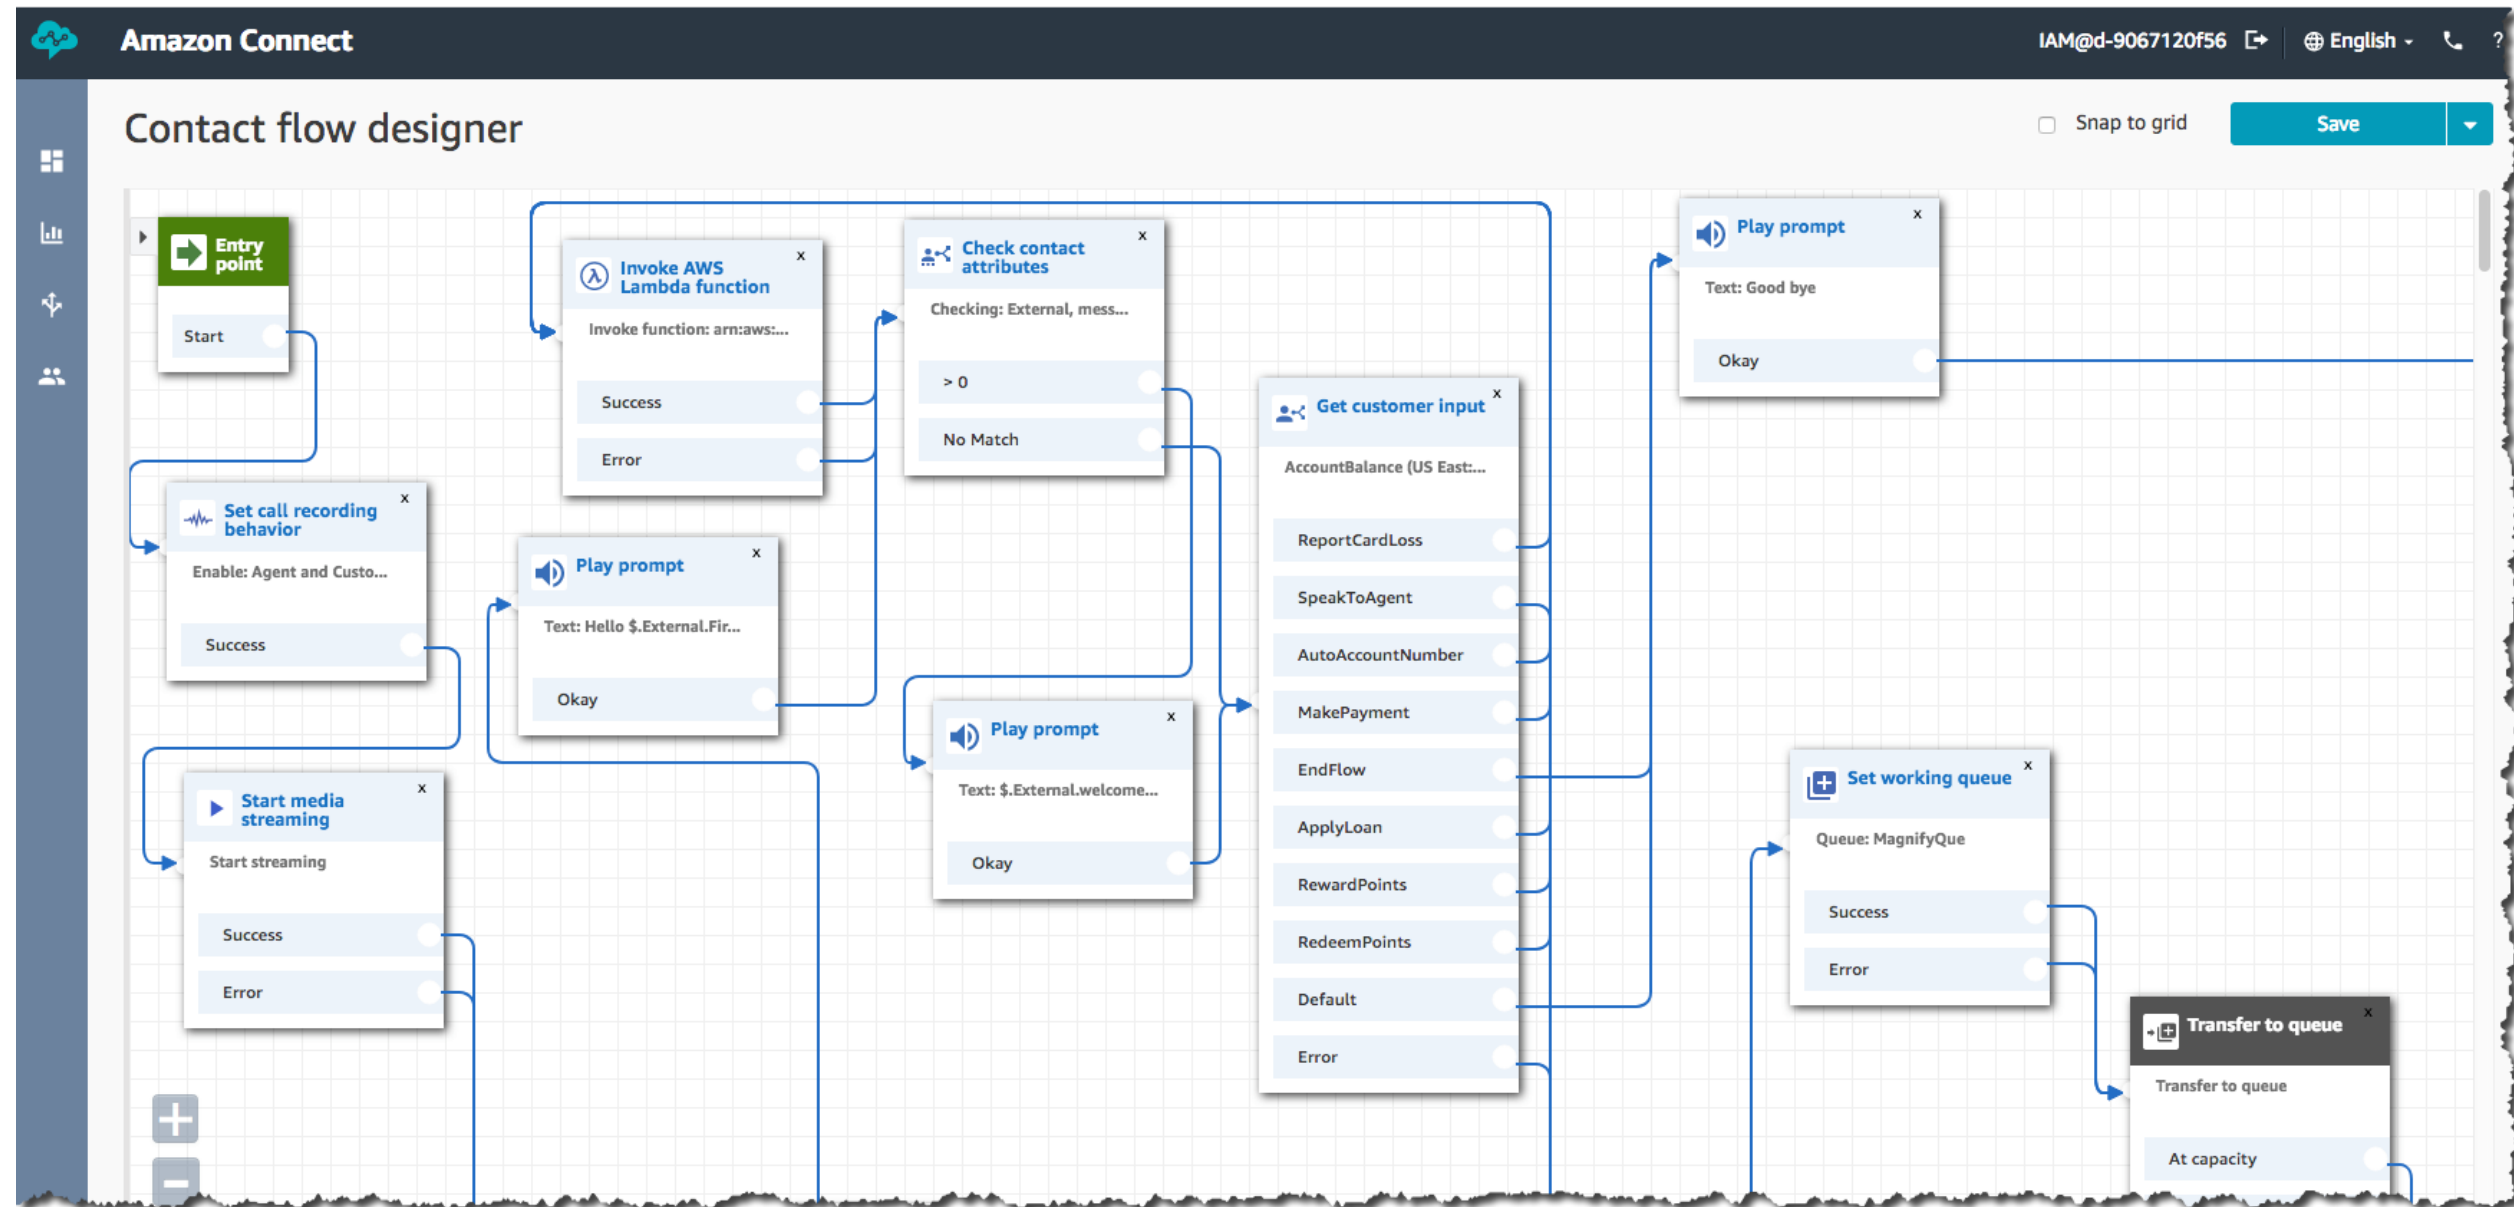 Amazon Connect
IAM@d-9067120f56
English
?
Contact flow designer
Snap to grid
Save
Entry
point
Start
Set call recording
behavior
x
Enable: Agent and Custo...
Success
Start media
streaming
x
Start streaming
Success
Error
Invoke AWS
Lambda function
x
Invoke function: arn:aws:...
Success
Error
Play prompt
x
Text: Hello $.External.Fir...
Okay
Check contact
attributes
x
Checking: External, mess...
> 0
No Match
Play prompt
x
Text: $.External.welcome...
Okay
Get customer input
x
AccountBalance (US East:...
ReportCardLoss
SpeakToAgent
AutoAccountNumber
MakePayment
EndFlow
ApplyLoan
RewardPoints
RedeemPoints
Default
Error
Play prompt
x
Text: Good bye
Okay
Set working queue
x
Queue: MagnifyQue
Success
Error
Transfer to queue
x
Transfer to queue
At capacity